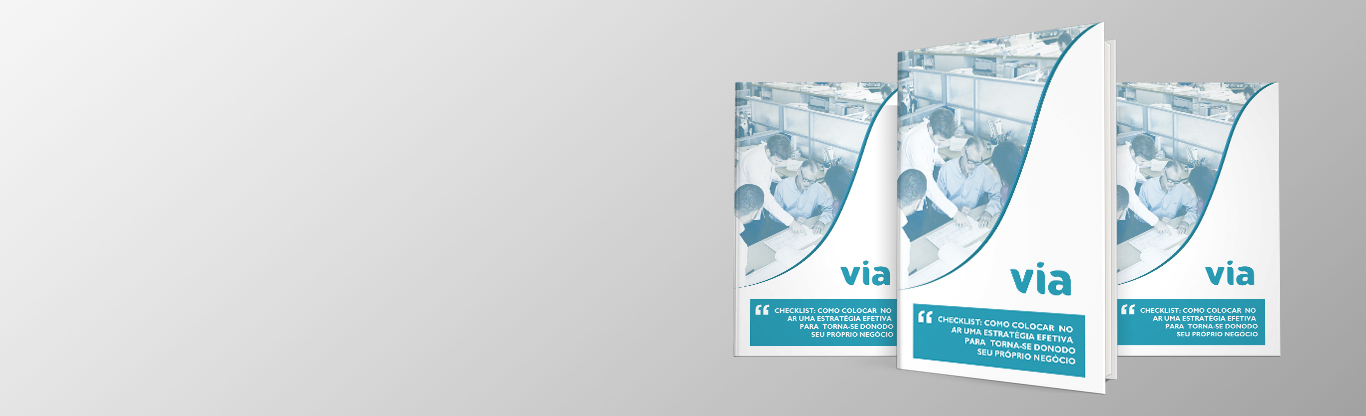 via
“ CHECKLIST: COMO COLOCAR NO
AR UMA ESTRATÉGIA EFETIVA
PARA TORNA-SE DONODO
SEU PRÓPRIO NEGÓCIO
via
“ CHECKLIST: COMO COLOCAR NO
AR UMA ESTRATÉGIA EFETIVA
PARA TORNA-SE DONODO
SEU PRÓPRIO NEGÓCIO
via
“ CHECKLIST: COMO COLOCAR NO
AR UMA ESTRATÉGIA EFETIVA
PARA TORNA-SE DONODO
SEU PRÓPRIO NEGÓCIO